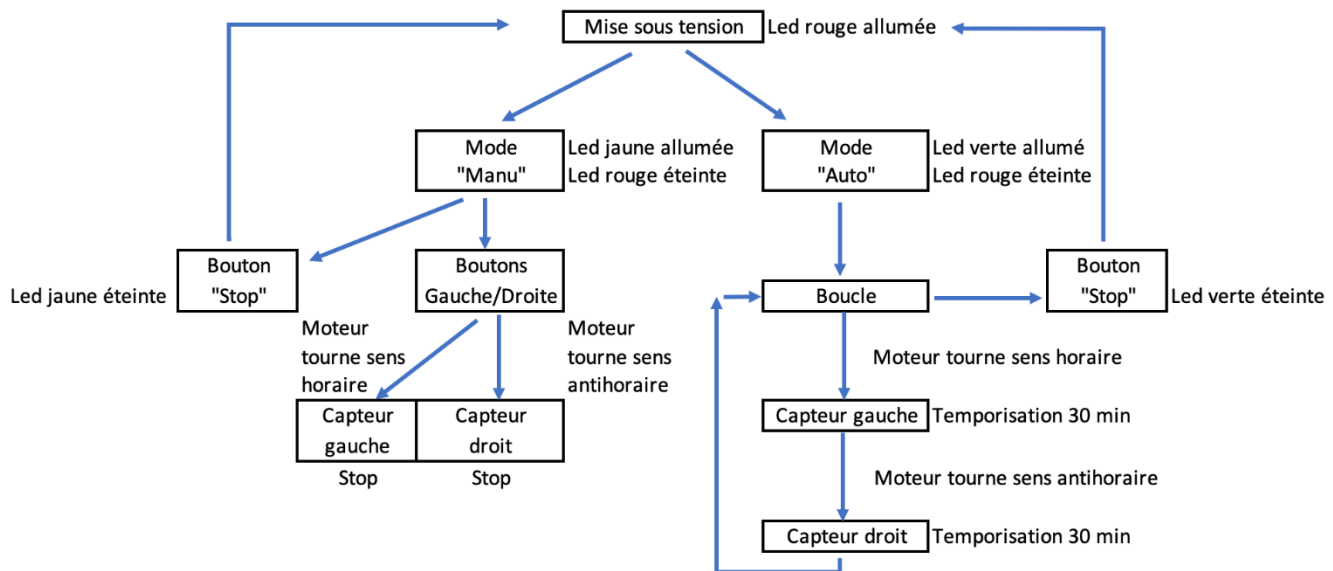 Mise sous tension Led rouge allumée
Mode Led jaune allumée
"Manu" Led rouge éteinte
Mode Led verte allumé
"Auto" Led rouge éteinte
Led jaune éteinte
Bouton
"Stop"
Boutons
Gauche/Droite
Boucle
Bouton
"Stop"
Led verte éteinte
Moteur
tourne sens
horaire
Moteur
tourne sens
antihoraire
Moteur tourne sens horaire
Capteur
gauche
Stop
Capteur
droit
Stop
Capteur gauche Temporisation 30 min
Moteur tourne sens antihoraire
Capteur droit Temporisation 30 min